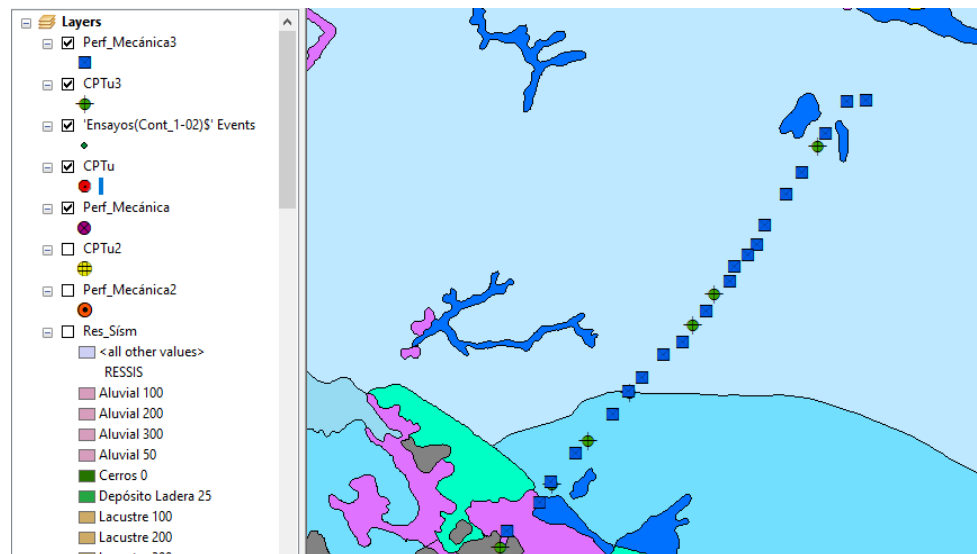 Layers
Perf_Mecánica3
CPTu3
'Ensayos(Cont_1-02)$' Events
CPTu
Perf_Mecánica
CPTu2
Perf_Mecánica2
Res_Sísm
<all other values>
RESSIS
Aluvial 100
Aluvial 200
Aluvial 300
Aluvial 50
Cerros 0
Depósito Ladera 25
Lacustre 100
Lacustre 200